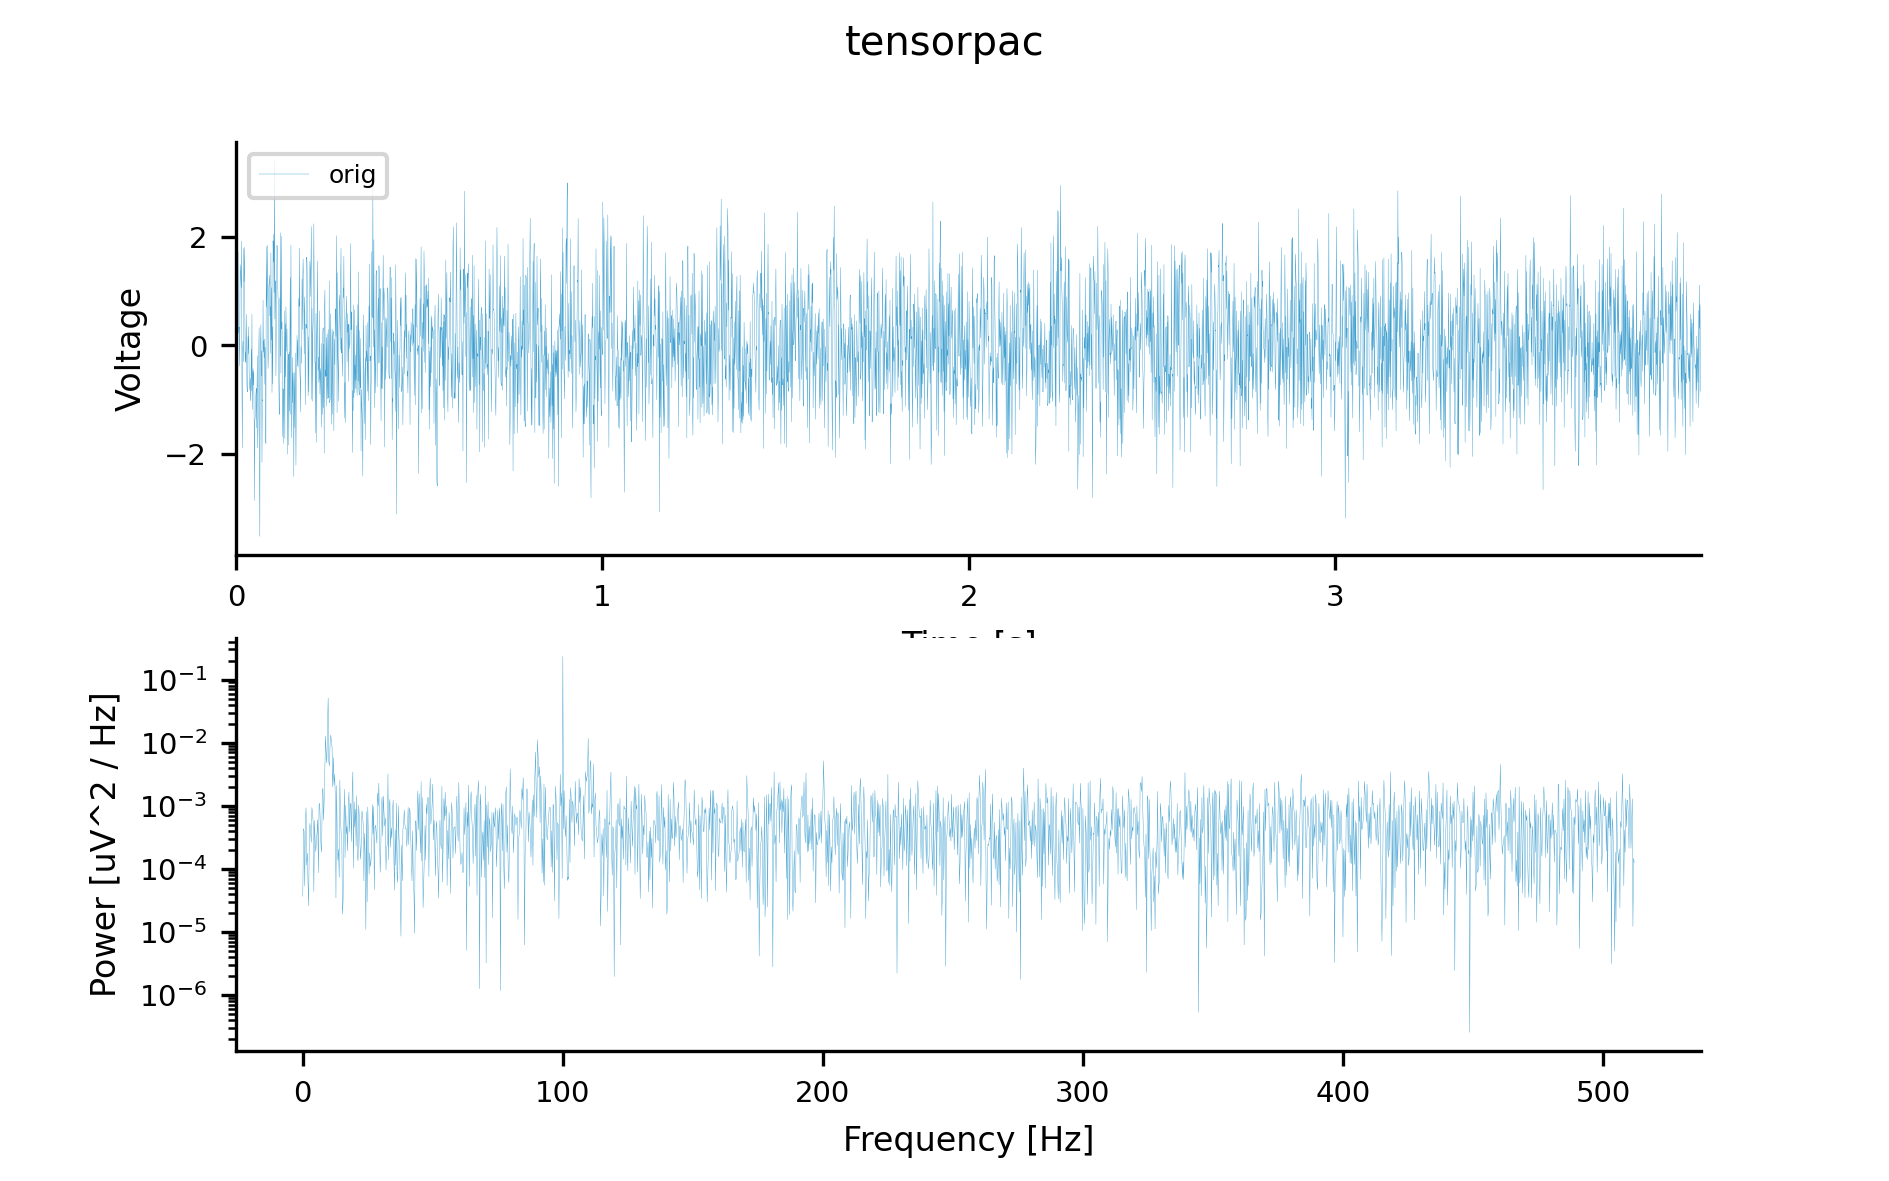 tensorpac
orig
Voltage
2
0
−2
0 1 2 3
Time [s]
Power [uV^2 / Hz]
10−1
10−2
10−3
10−4
10−5
10−6
0 100 200 300 400 500
Frequency [Hz]